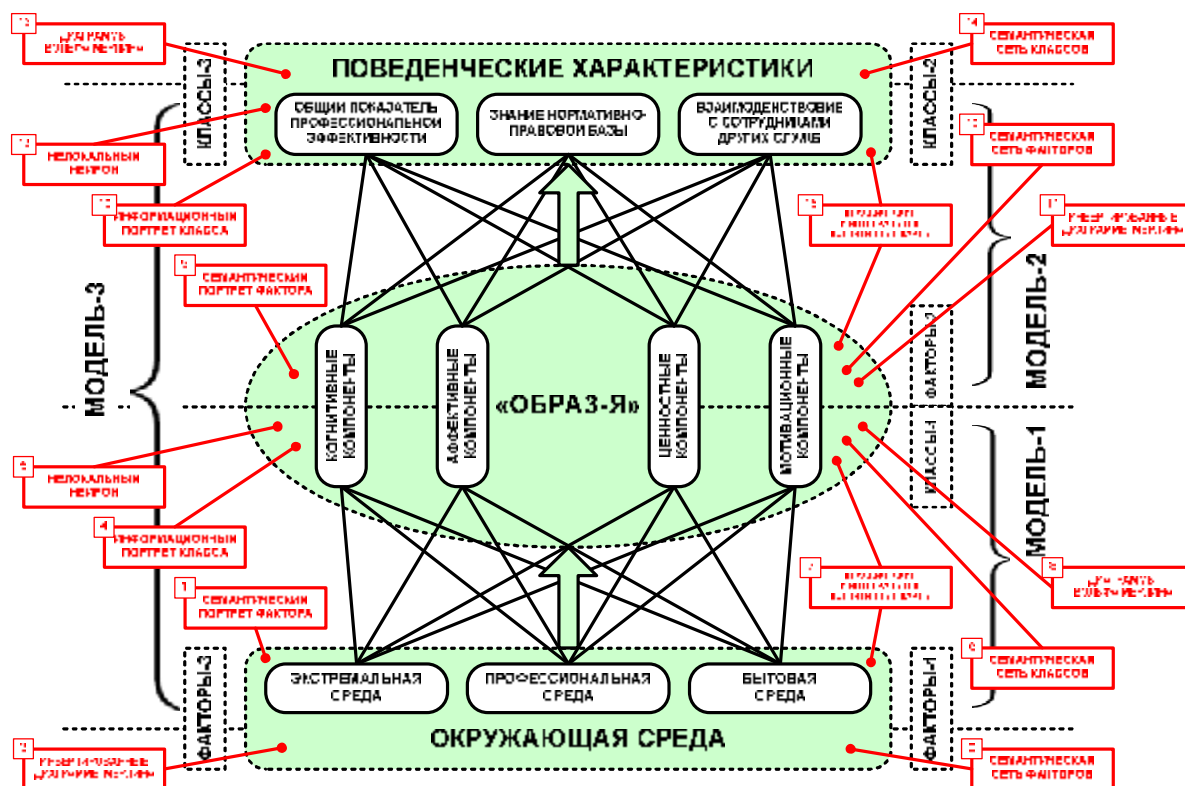 ПОВЕДЕНЧЕСКИЕ ХАРАКТЕРИСТИКИ
КЛАССЫ-3
КЛАССЫ-2
СЕМАНТИЧЕСКАЯ
СЕТЬ КЛАССОВ
ОБЩИЙ ПОКАЗАТЕЛЬ
ПРОФЕССИОНАЛЬНОЙ
ЭФФЕКТИВНОСТИ
ЗНАНИЕ НОРМАТИВНО-
ПРАВОВОЙ БАЗЫ
ВЗАИМОДЕЙСТВОВИЕ
С СОТРУДНИКАМИ
ДРУГИХ СЛУЖБ
СЕМАНТИЧЕСКАЯ
СЕТЬ ФАКТОРОВ
НЕЛОКАЛЬНЫЙ
НЕЙРОН
ИНФОРМАЦИОННЫЙ
ПОРТРЕТ КЛАССА
СЕМАНТИЧЕСКИЙ
ПОРТРЕТ ФАКТОРА
МОДЕЛЬ-3
МОДЕЛЬ-2
КОГНИТИВНЫЕ
КОМПОНЕНТЫ
АФФЕКТИВНЫЕ
КОМПОНЕНТЫ
«ОБРАЗ-Я»
ЦЕННОСТНЫЕ
КОМПОНЕНТЫ
МОТИВАЦИОННЫЕ
КОМПОНЕНТЫ
КЛАССЫ-1
МОДЕЛЬ-1
НЕЛОКАЛЬНЫЙ
НЕЙРОН
4
ИНФОРМАЦИОННЫЙ
ПОРТРЕТ КЛАССА
1
СЕМАНТИЧЕСКИЙ
ПОРТРЕТ ФАКТОРА
СЕМАНТИЧЕСКАЯ
СЕТЬ КЛАССОВ
ФАКТОРЫ-3
ФАКТОРЫ-1
ЭКСТРЕМАЛЬНАЯ
СРЕДА
ПРОФЕССИОНАЛЬНАЯ
СРЕДА
БЫТОВАЯ
СРЕДА
ОКРУЖАЮЩАЯ СРЕДА
СЕМАНТИЧЕСКАЯ
СЕТЬ ФАКТОРОВ